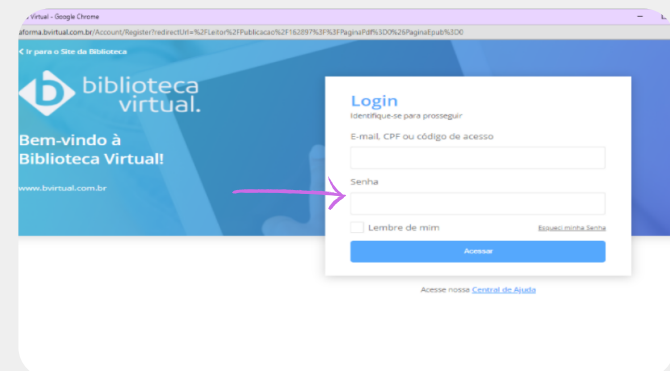 Virtual - Google Chrome
aforma.bvirtual.com.br/Account/Register?redirectUrl=%2FLeitor%2FPublicacao%2F162897%3F%3FPaginaPdf%3D0%26PaginaEpub%3D0
Ir para o Site da Biblioteca
biblioteca
virtual.
Bem-vindo à
Biblioteca Virtual!
www.bvirtual.com.br
Login
Identifique-se para prosseguir
E-mail, CPF ou código de acesso
Senha
Lembre de mim
Esqueci minha Senha
Acessar
Acesse nossa Central de Ajuda